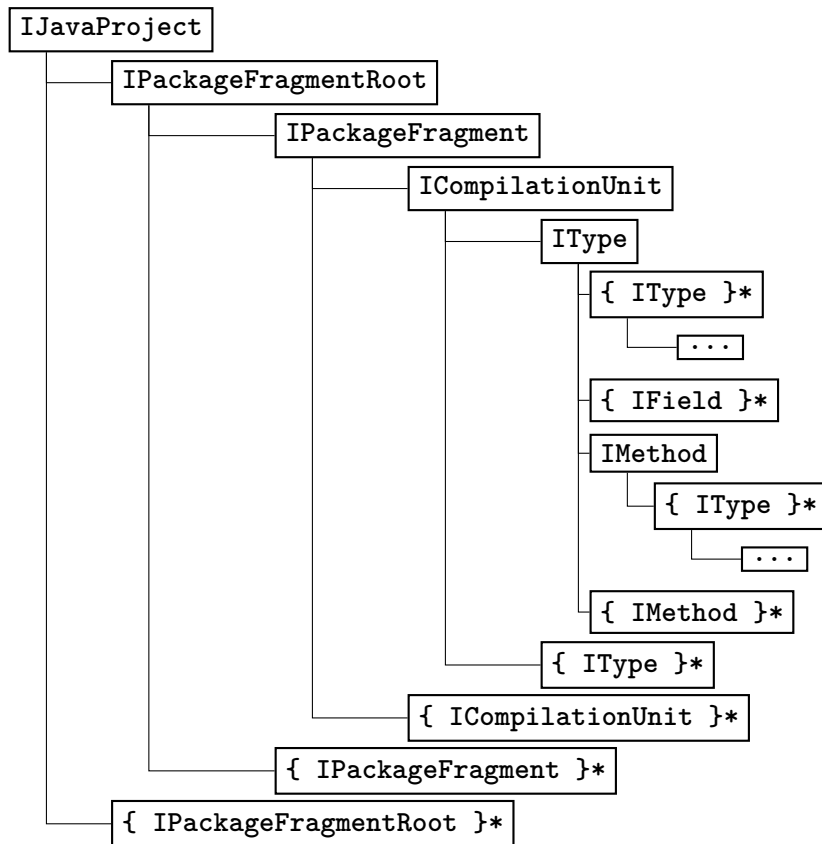 IJavaProject
IPackageFragmentRoot
IPackageFragment
ICompilationUnit
IType
{ IType }*
...
{ IField }*
IMethod
{ IType }*
...
{ IMethod }*
{ IType }*
{ ICompilationUnit }*
{ IPackageFragment }*
{ IPackageFragmentRoot }*